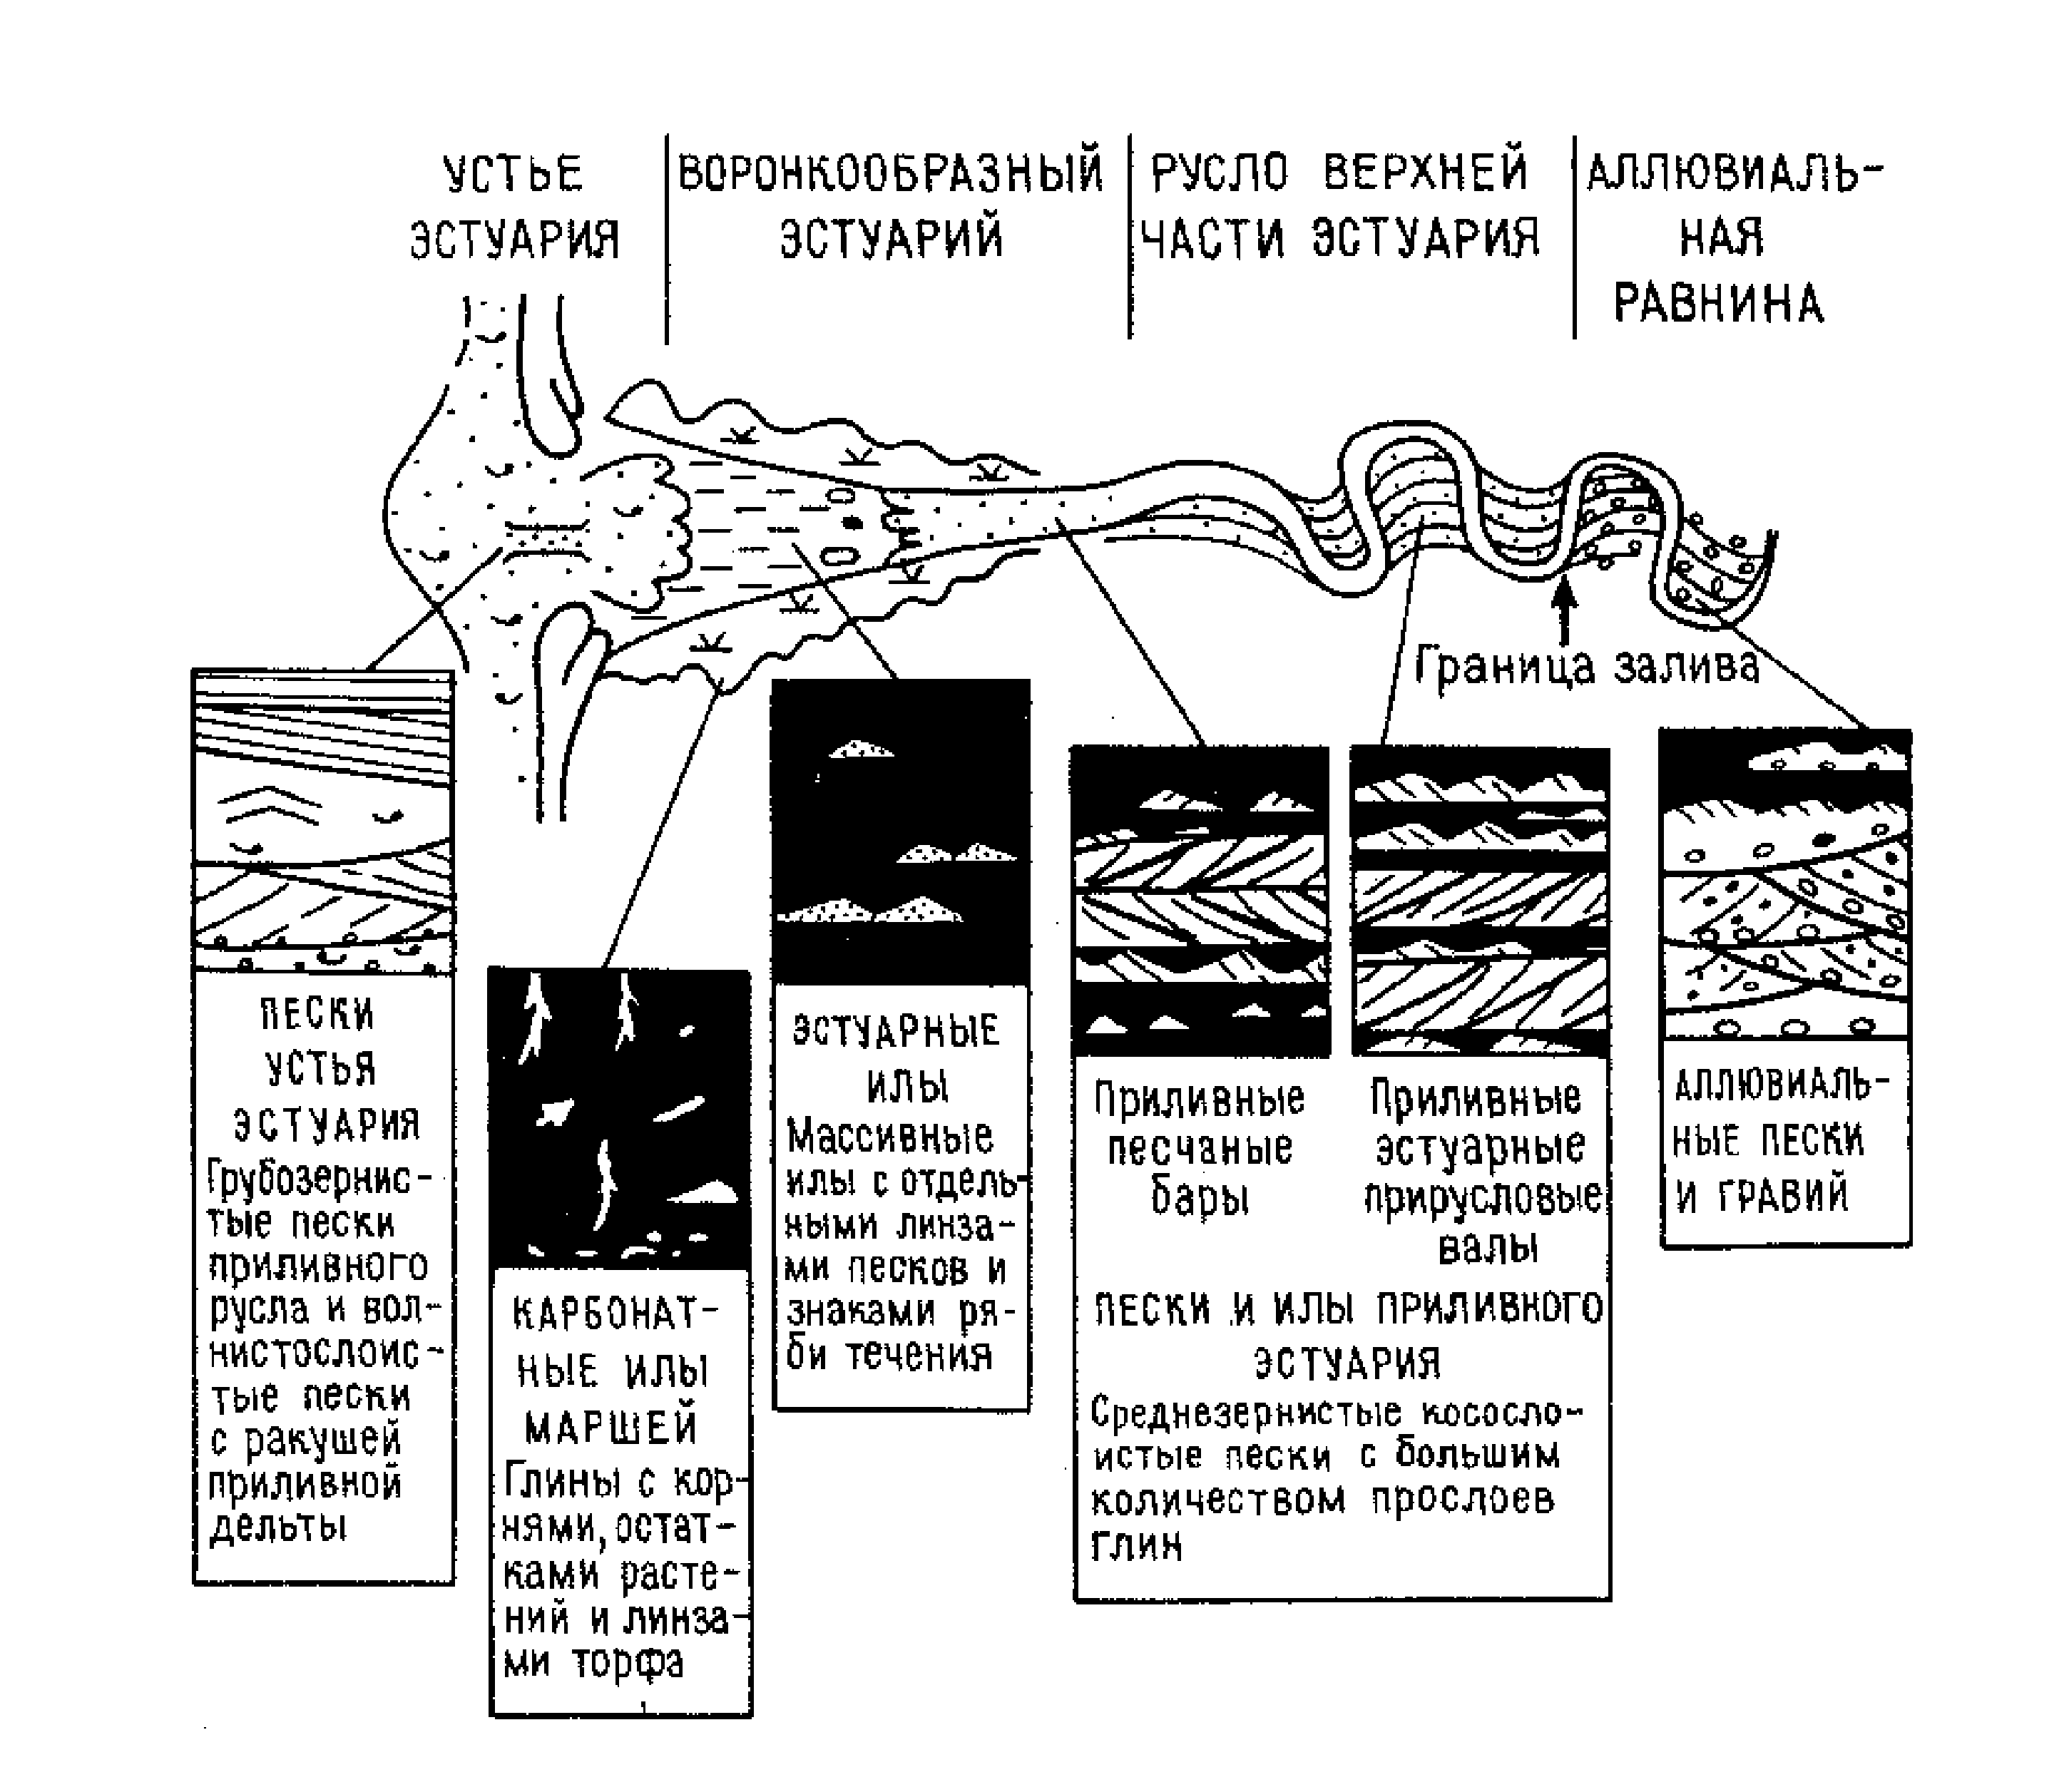 УСТЬЕ
ЭСТУАРИЯ
ВОРОНКООБРАЗНЫЙ
ЭСТУАРИЙ
РУСЛО ВЕРХНЕЙ
ЧАСТИ ЭСТУАРИЯ
АЛЛЮВИАЛЬ-
НАЯ
РАВНИНА
Граница залива
ПЕСКИ
УСТЬЯ
ЭСТУАРИЯ
Грубозернис-
тые пески
приливного
русла и вол-
нистослоис-
тые пески
с ракушей
приливной
дельты
КАРБОНАТ-
НЫЕ ИЛЫ
МАРШЕЙ
Глины с кор-
нями, остат-
ками расте-
ний и линза-
ми торфа
ЭСТУАРНЫЕ
ИЛЫ
Массивные
илы с отдель-
ными линза-
ми песков и
знаками ря-
би течения
Приливные
песчаные
бары
Приливные
эстуарные
прирусловые
валы
ПЕСКИ И ИЛЫ ПРИЛИВНОГО
ЭСТУАРИЯ
Среднезернистые кососло-
истые пески с большим
количеством прослоев
глин
АЛЛЮВИАЛЬ-
НЫЕ ПЕСКИ
И ГРАВИЙ